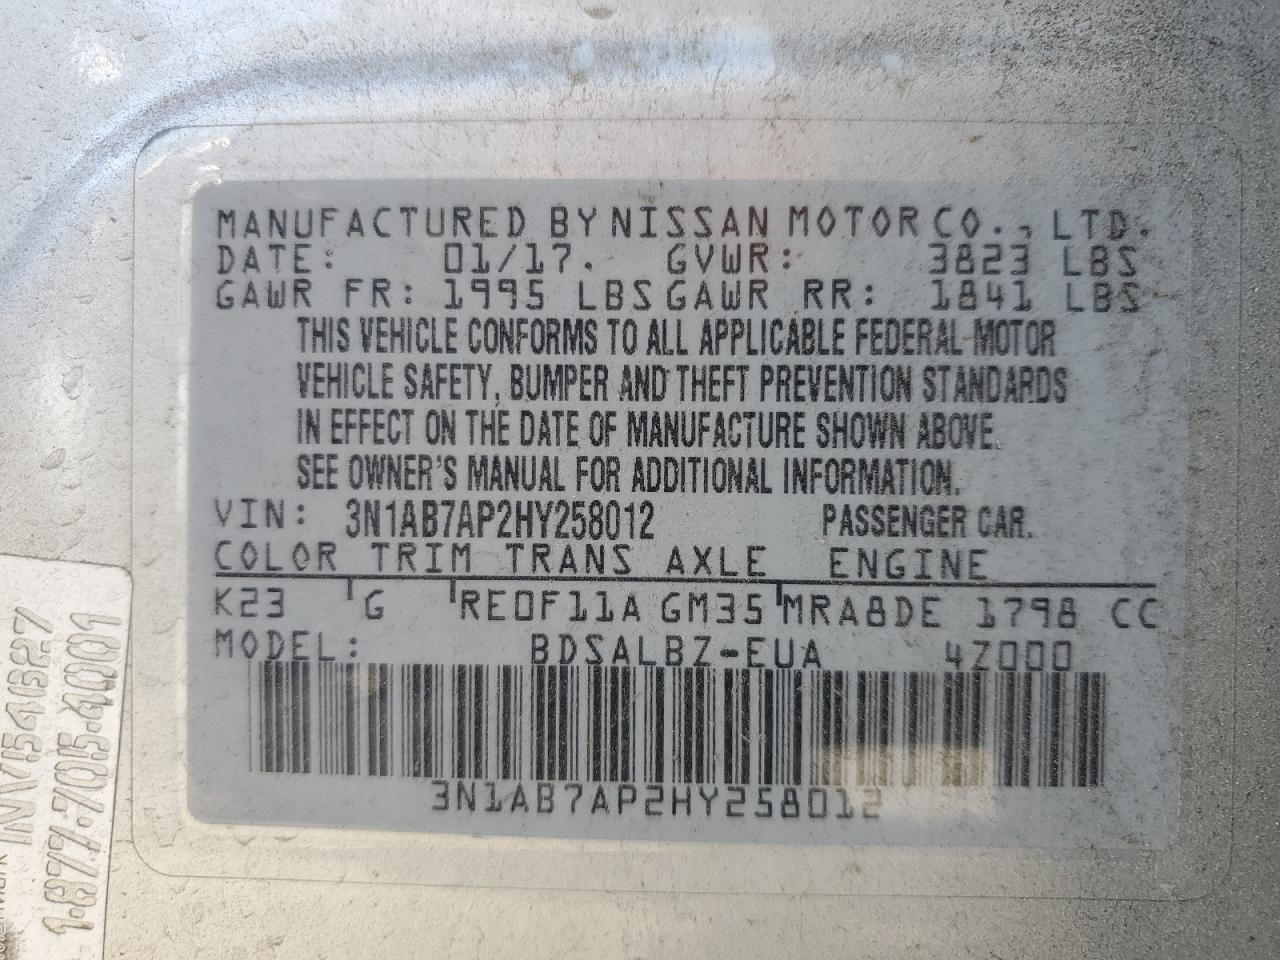 MANUFACTURED BY NISSAN MOTOR CO., LTD.
DATE: 01/17. GVWR: 3823 LBS
GAWR FR: 1995 LBS GAWR RR: 1841 LBS
THIS VEHICLE CONFORMS TO ALL APPLICABLE FEDERAL MOTOR
VEHICLE SAFETY, BUMPER AND THEFT PREVENTION STANDARDS
IN EFFECT ON THE DATE OF MANUFACTURE SHOWN ABOVE.
SEE OWNER'S MANUAL FOR ADDITIONAL INFORMATION.
VIN: 3N1AB7AP2HY258012 PASSENGER CAR.
COLOR TRIM TRANS AXLE ENGINE
K23 G RE0F11A GM35 MRA8DE 1798 CC
MODEL: BDSALBZ-EUA 4Z000
3N1AB7AP2HY258012